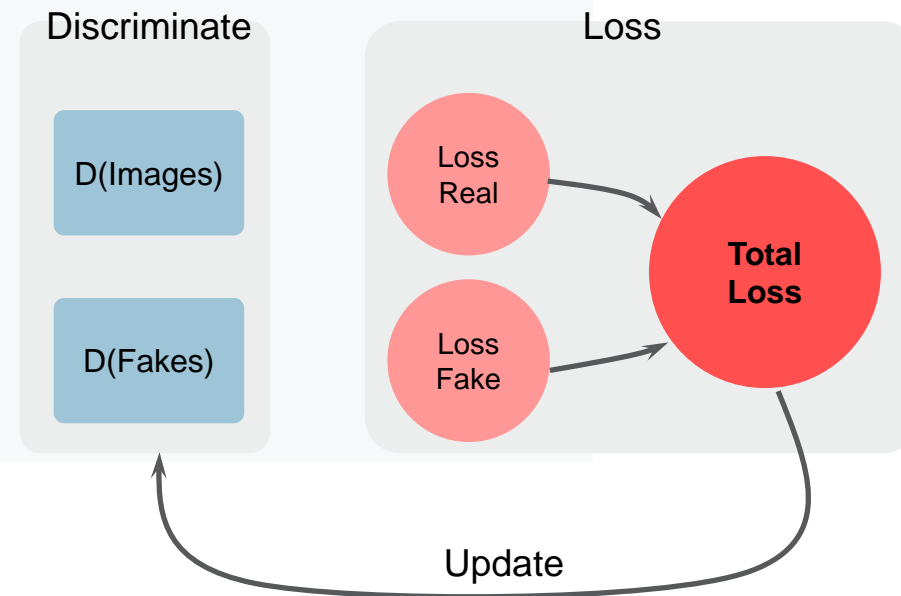 Discriminate
D(Images)
D(Fakes)
Loss
Loss
Real
Loss
Fake
Total
Loss
Update